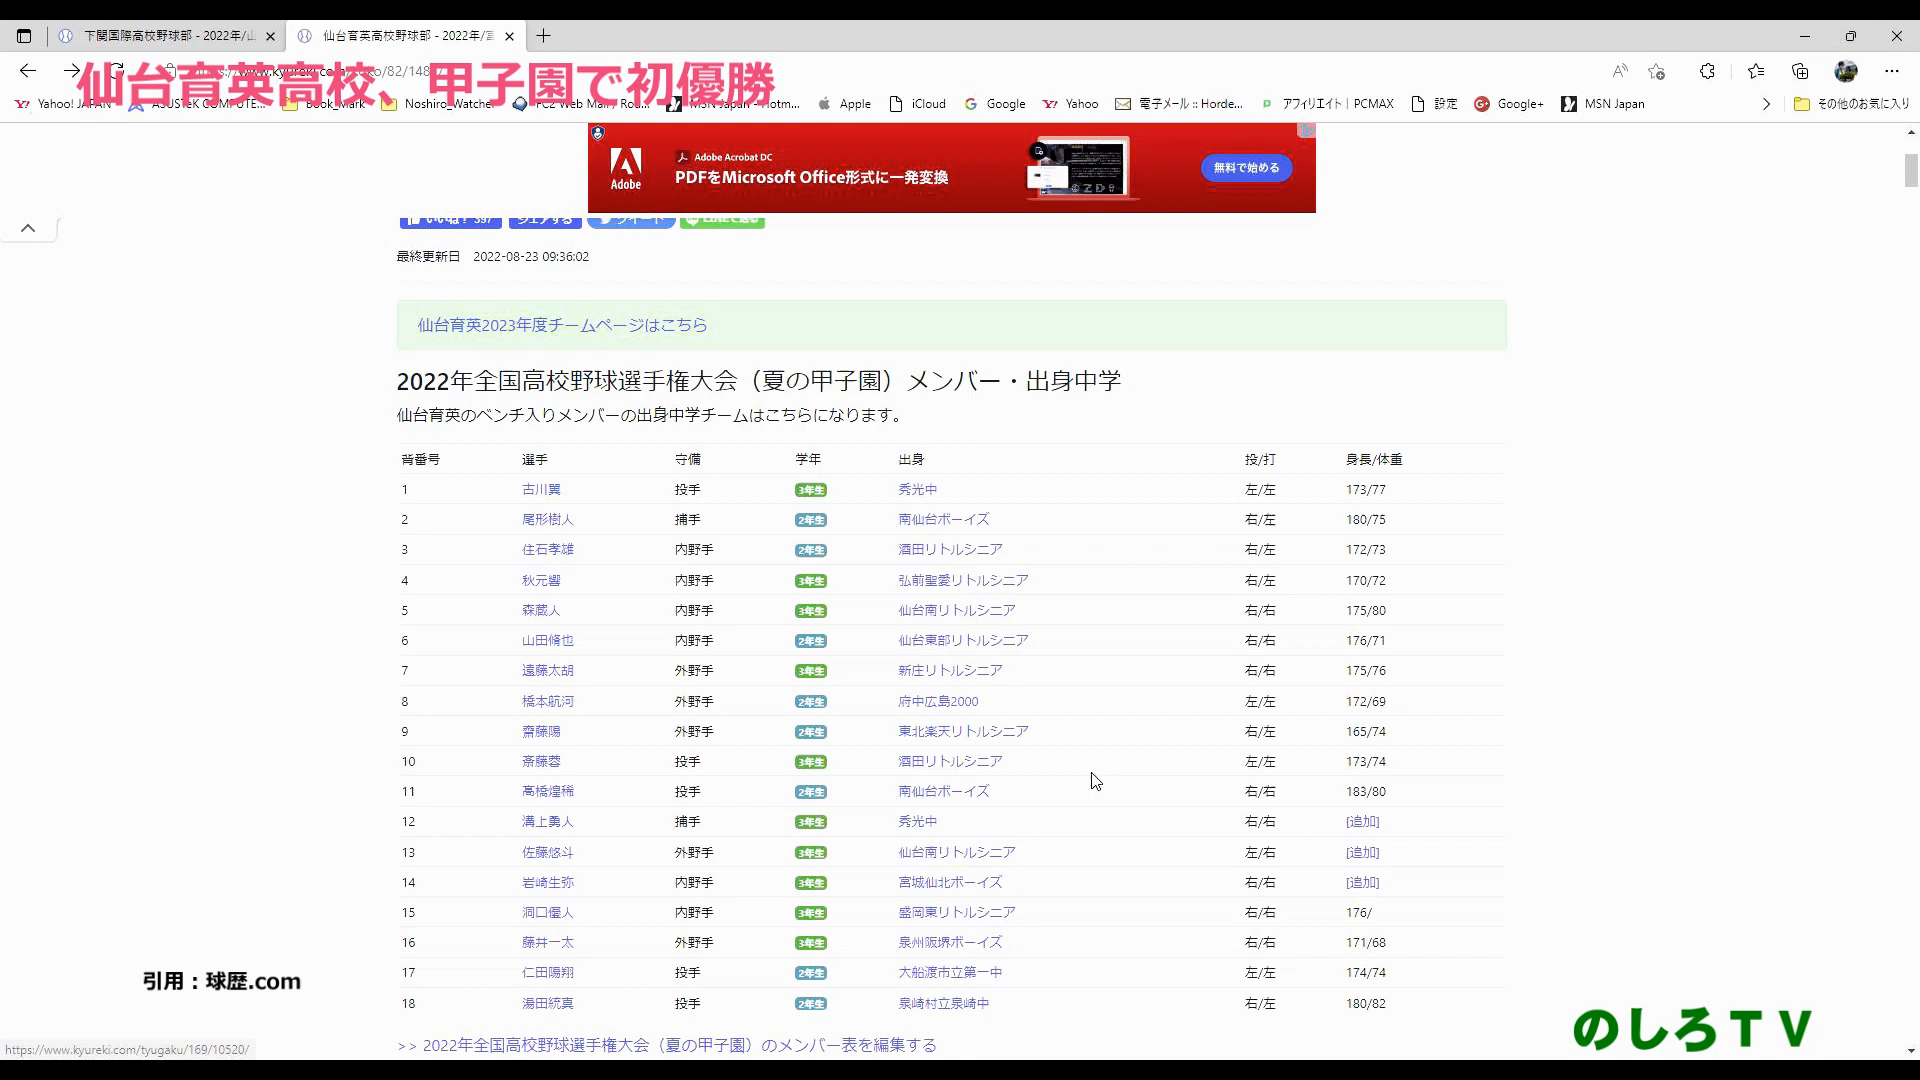 下関国際高校野球部 - 2022年/山
仙台育英高校野球部 - 2022年/宮
仙台育英高校、甲子園で初優勝
Yahoo! JAPAN
ASUSTeK COMPUTE...
Book_Mark
Noshiro_Watcher
MSN Japan - Hotm...
Apple
iCloud
Google
Yahoo
電子メール :: Horde...
アフィリエイト | PCMAX
設定
Google+
MSN Japan
その他のお気に入り
Adobe
Adobe Acrobat DC
PDFをMicrosoft Office形式に一発変換
無料で始める
最終更新日 2022-08-23 09:36:02
仙台育英2023年度チームページはこちら
2022年全国高校野球選手権大会（夏の甲子園）メンバー・出身中学
仙台育英のベンチ入りメンバーの出身中学チームはこちらになります。
背番号 選手 守備 学年 出身 投/打 身長/体重
1 古川翼 投手 3年生 秀光中 左/左 173/77
2 尾形樹人 捕手 2年生 南仙台ボーイズ 右/左 180/75
3 住石孝雄 内野手 2年生 酒田リトルシニア 右/左 172/73
4 秋元響 内野手 3年生 弘前聖愛リトルシニア 右/左 170/72
5 森蔵人 内野手 3年生 仙台南リトルシニア 右/右 175/80
6 山田脩也 内野手 2年生 仙台東部リトルシニア 右/右 176/71
7 遠藤太胡 外野手 3年生 新庄リトルシニア 右/右 175/76
8 橋本航河 外野手 2年生 府中広島2000 左/左 172/69
9 齋藤陽 外野手 2年生 東北楽天リトルシニア 右/左 165/74
10 斎藤蓉 投手 3年生 酒田リトルシニア 左/左 173/74
11 高橋煌稀 投手 2年生 南仙台ボーイズ 右/右 183/80
12 溝上勇人 捕手 3年生 秀光中 右/右 [追加]
13 佐藤悠斗 外野手 3年生 仙台南リトルシニア 左/右 [追加]
14 岩崎生弥 内野手 3年生 宮城仙北ボーイズ 右/右 [追加]
15 洞口優人 内野手 3年生 盛岡東リトルシニア 右/右 176/
16 藤井一太 外野手 3年生 泉州阪堺ボーイズ 右/右 171/68
17 仁田陽翔 投手 2年生 大船渡市立第一中 左/左 174/74
18 湯田統真 投手 2年生 泉崎村立泉崎中 右/左 180/82
>> 2022年全国高校野球選手権大会（夏の甲子園）のメンバー表を編集する
引用：球歴.com
のしろＴＶ
https://www.kyureki.com/tyugaku/169/10520/